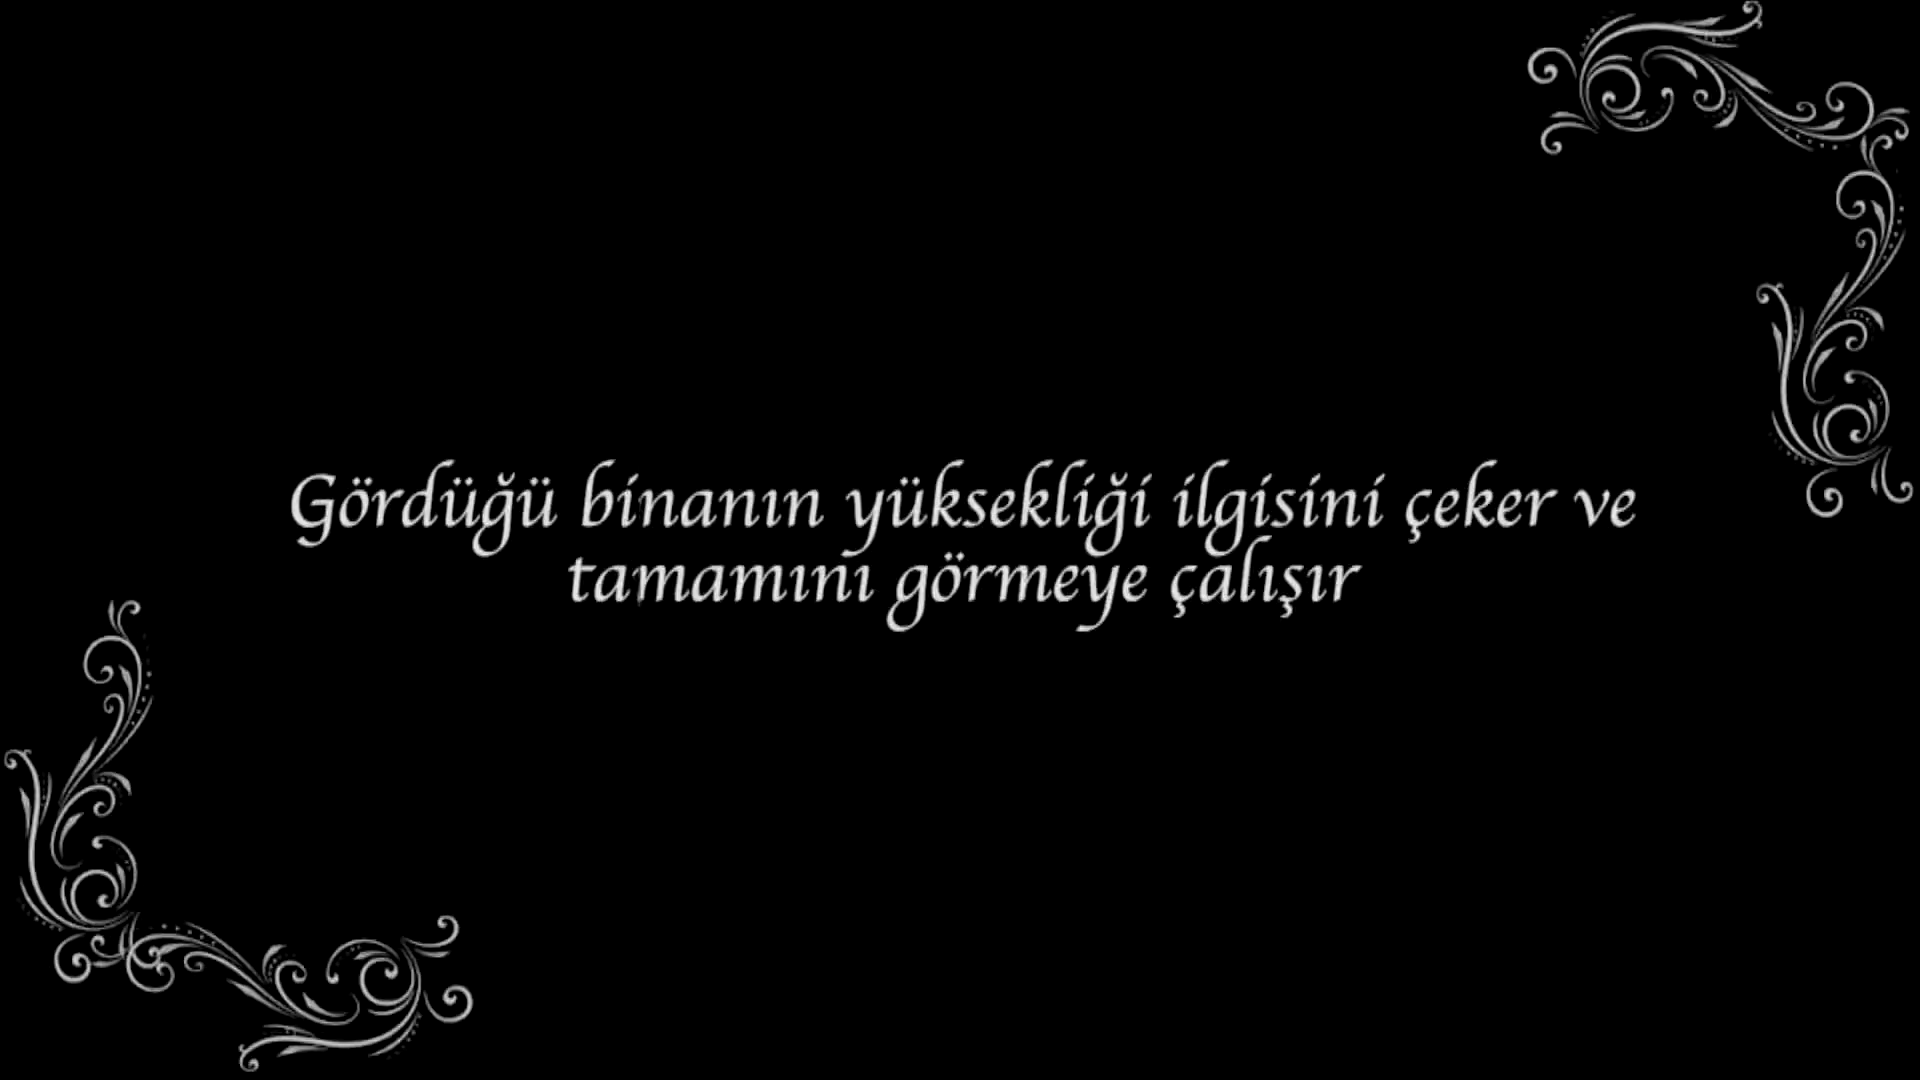 Gördüğü binanın yüksekliği ilgisini çeker ve
tamamını görmeye çalışır